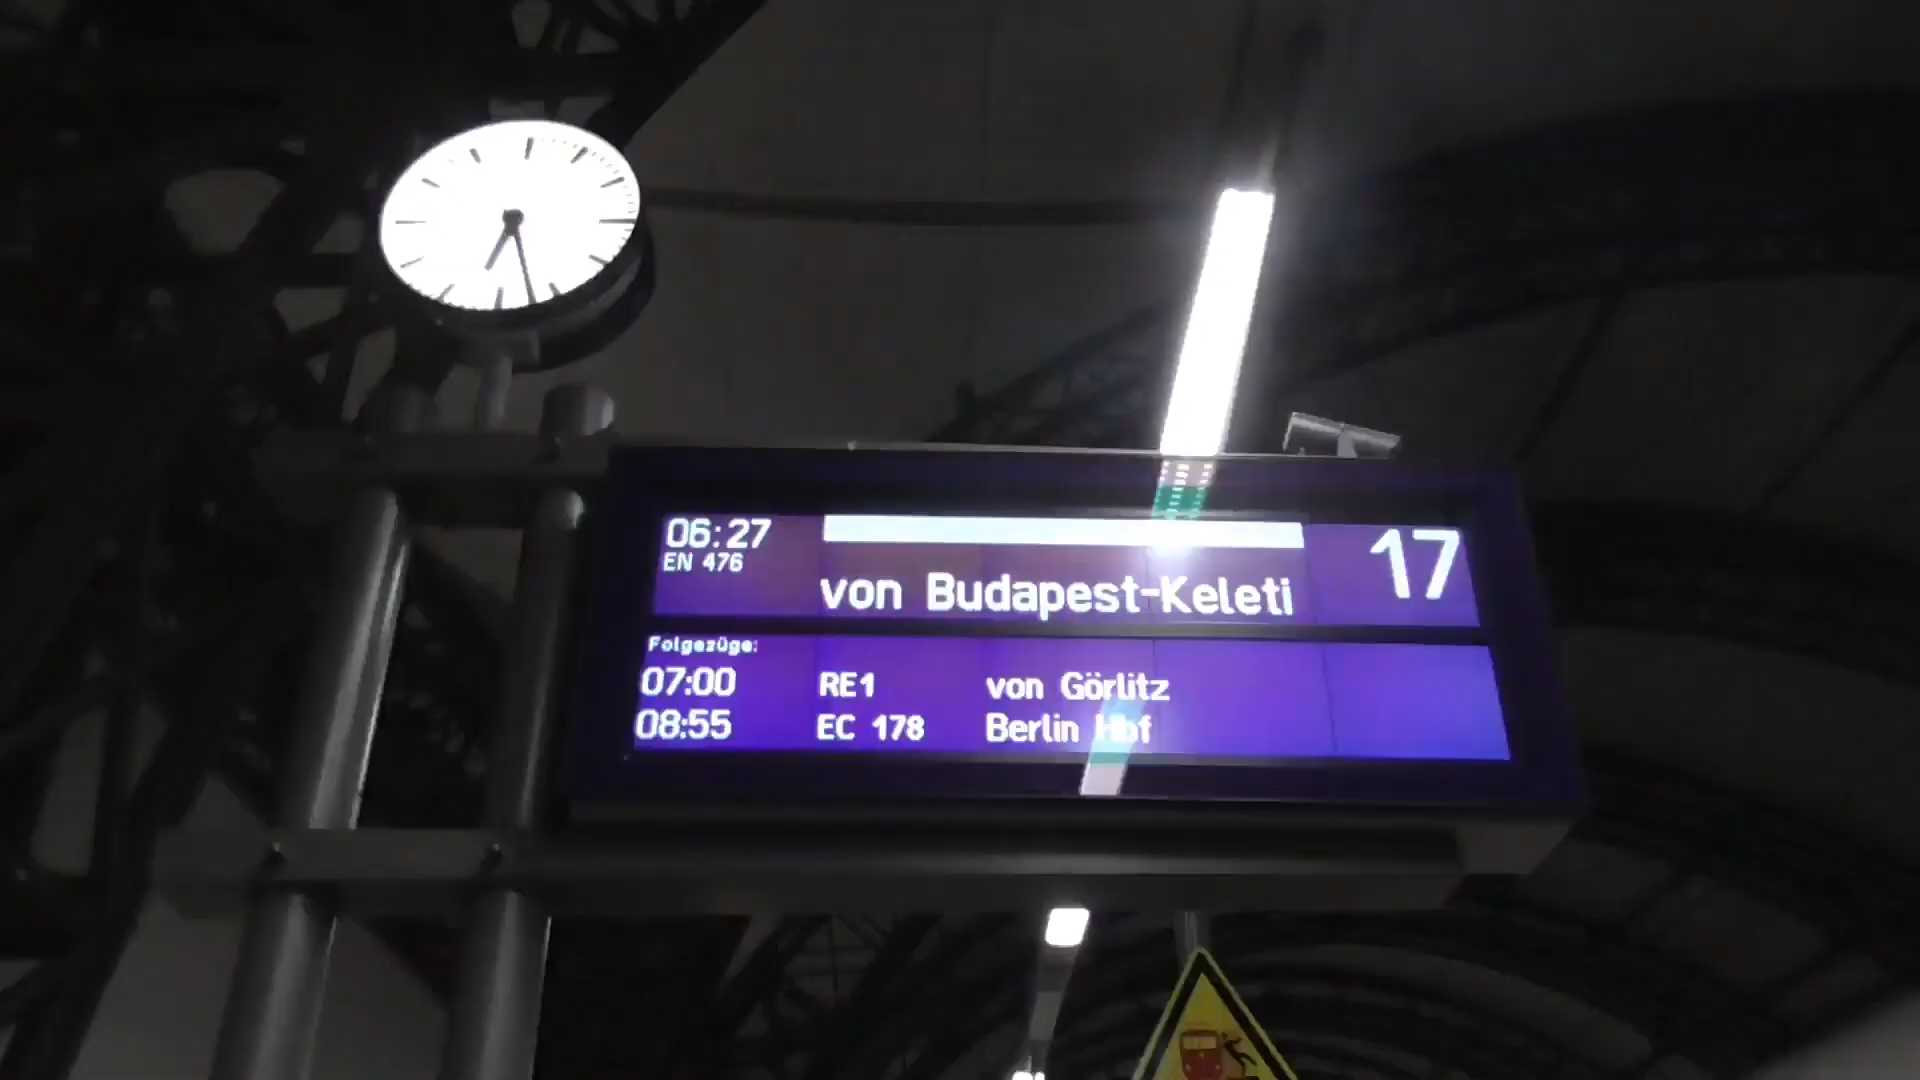 06:27
EN 476
von Budapest-Keleti
17
Folgezüge:
07:00 RE1 von Görlitz
08:55 EC 178 Berlin Hbf